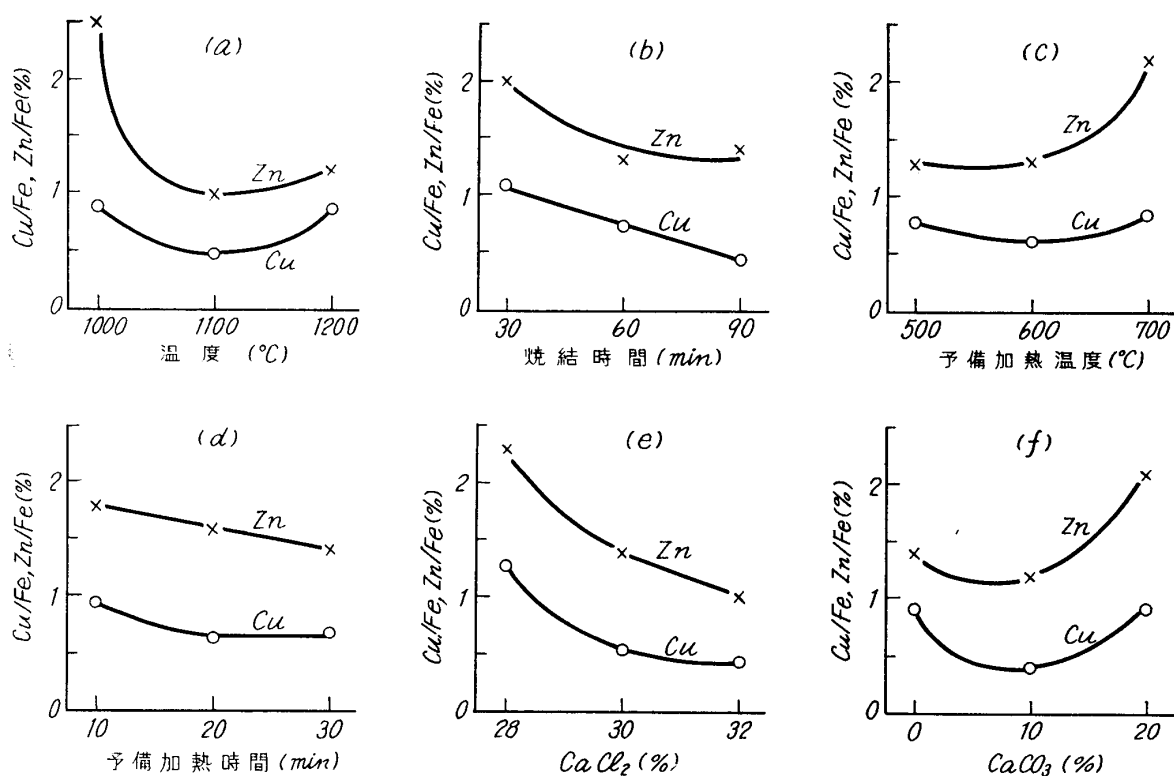 (a)
Cu/Fe, Zn/Fe(%)
2
1
0
Zn
Cu
1000 1100 1200
温度 (℃)
(b)
Cu/Fe, Zn/Fe(%)
2
1
0
Zn
Cu
30 60 90
焼結時間(min)
(c)
Cu/Fe, Zn/Fe(%)
2
1
0
Zn
Cu
500 600 700
予備加熱温度(℃)
(d)
Cu/Fe, Zn/Fe(%)
2
1
0
Zn
Cu
10 20 30
予備加熱時間(min)
(e)
Cu/Fe, Zn/Fe(%)
2
1
0
Zn
Cu
28 30 32
CaCl₂(%)
(f)
Cu/Fe, Zn/Fe(%)
2
1
0
Zn
Cu
0 10 20
CaCO₃(%)